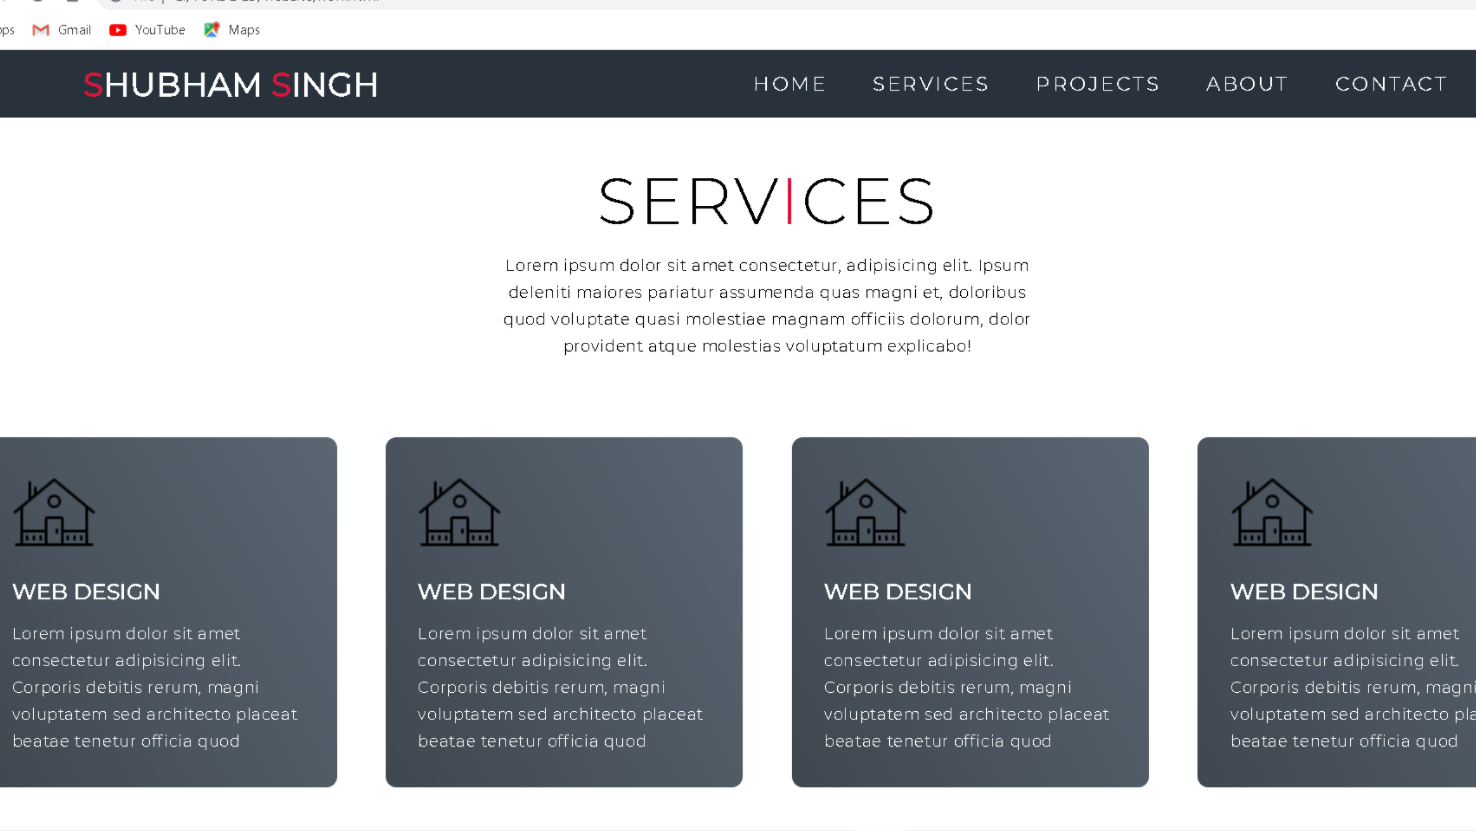 Gmail YouTube Maps
SHUBHAM SINGH HOME SERVICES PROJECTS ABOUT CONTACT
SERVICES
Lorem ipsum dolor sit amet consectetur, adipisicing elit. Ipsum
deleniti maiores pariatur assumenda quas magni et, doloribus
quod voluptate quasi molestiae magnam officiis dolorum, dolor
provident atque molestias voluptatum explicabo!
WEB DESIGN
Lorem ipsum dolor sit amet
consectetur adipisicing elit.
Corporis debitis rerum, magni
voluptatem sed architecto placeat
beatae tenetur officia quod
WEB DESIGN
Lorem ipsum dolor sit amet
consectetur adipisicing elit.
Corporis debitis rerum, magni
voluptatem sed architecto placeat
beatae tenetur officia quod
WEB DESIGN
Lorem ipsum dolor sit amet
consectetur adipisicing elit.
Corporis debitis rerum, magni
voluptatem sed architecto placeat
beatae tenetur officia quod
WEB DESIGN
Lorem ipsum dolor sit amet
consectetur adipisicing elit.
Corporis debitis rerum, magni
voluptatem sed architecto
beatae tenetur officia quod